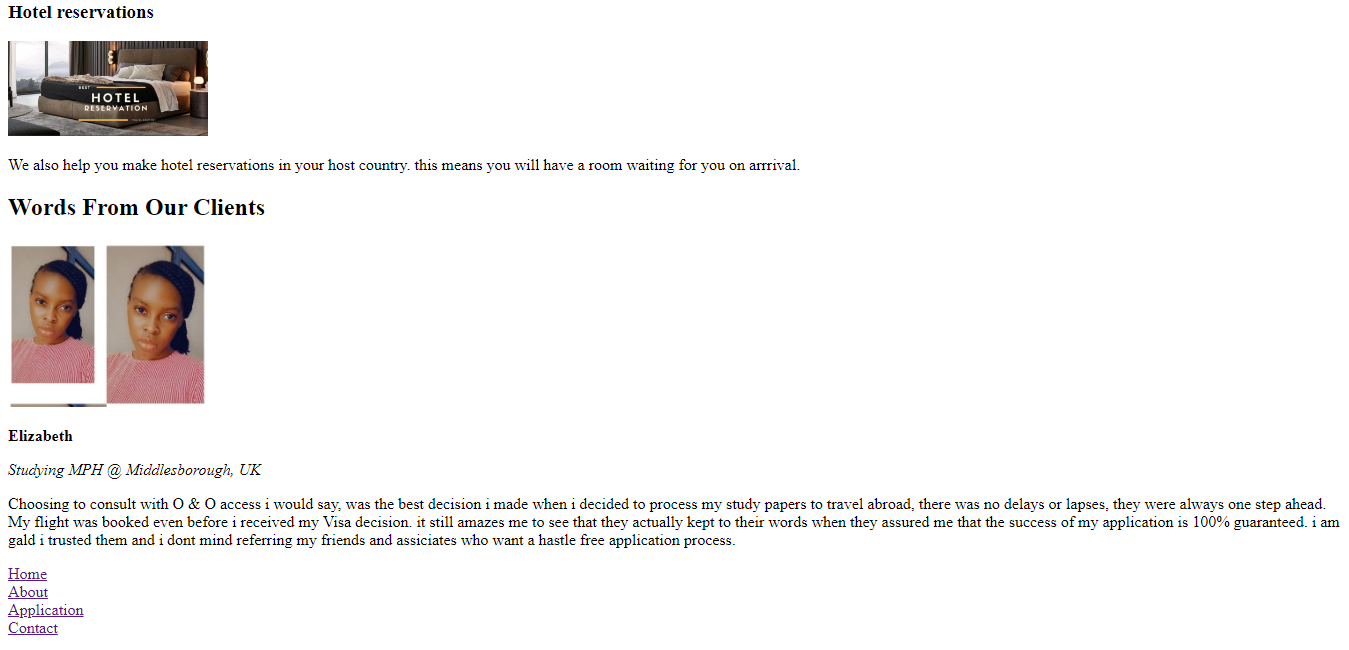 Hotel reservations
BEST
HOTEL
RESERVATION
We also help you make hotel reservations in your host country. this means you will have a room waiting for you on arrrival.
Words From Our Clients
Elizabeth
Studying MPH @ Middlesborough, UK
Choosing to consult with O & O access i would say, was the best decision i made when i decided to process my study papers to travel abroad, there was no delays or lapses, they were always one step ahead.
My flight was booked even before i received my Visa decision. it still amazes me to see that they actually kept to their words when they assured me that the success of my application is 100% guaranteed. i am
gald i trusted them and i dont mind referring my friends and assiciates who want a hastle free application process.
Home
About
Application
Contact